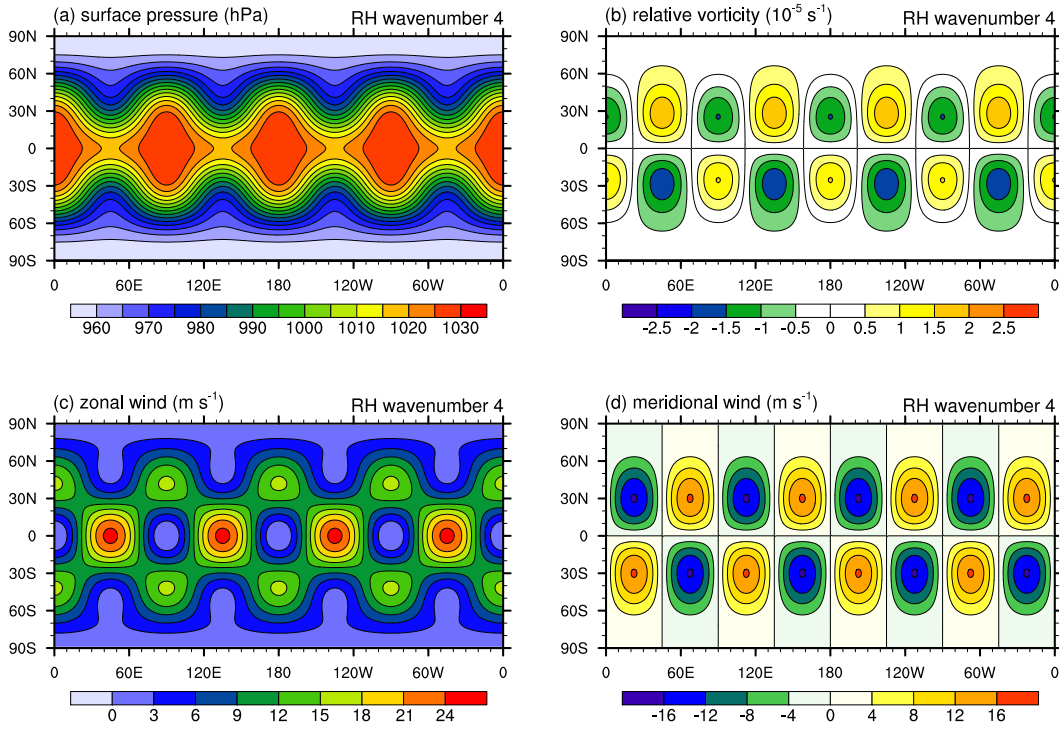 (a) surface pressure (hPa) RH wavenumber 4
90N
60N
30N
0
30S
60S
90S
0 60E 120E 180 120W 60W 0
960 970 980 990 1000 1010 1020 1030
(b) relative vorticity (10⁻⁵ s⁻¹) RH wavenumber 4
90N
60N
30N
0
30S
60S
90S
0 60E 120E 180 120W 60W 0
-2.5 -2 -1.5 -1 -0.5 0 0.5 1 1.5 2 2.5
(c) zonal wind (m s⁻¹) RH wavenumber 4
90N
60N
30N
0
30S
60S
90S
0 60E 120E 180 120W 60W 0
0 3 6 9 12 15 18 21 24
(d) meridional wind (m s⁻¹) RH wavenumber 4
90N
60N
30N
0
30S
60S
90S
0 60E 120E 180 120W 60W 0
-16 -12 -8 -4 0 4 8 12 16